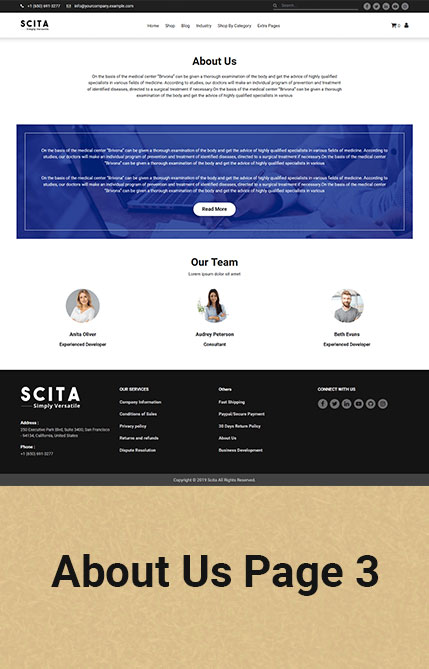 +1 (650) 691-3277 info@yourcompany.example.com Search...
SCITA
Simply Versatile
Home Shop Blog Industry Shop By Category Extra Pages
0
About Us
On the basis of the medical center "Brivona" can be given a thorough examination of the body and get the advice of highly qualified
specialists in various fields of medicine. According to studies, our doctors will make an individual program of prevention and treatment
of identified diseases, directed to a surgical treatment if necessary.On the basis of the medical center
"Brivona" can be given a thorough examination of the body and get the advice of highly qualified specialists in various
On the basis of the medical center "Brivona" can be given a thorough examination of the body and get the advice of highly qualified specialists in various fields of medicine. According to
studies, our doctors will make an individual program of prevention and treatment of identified diseases, directed to a surgical treatment if necessary.On the basis of the medical center
"Brivona" can be given a thorough examination of the body and get the advice of highly qualified specialists in various
On the basis of the medical center "Brivona" can be given a thorough examination of the body and get the advice of highly qualified specialists in various fields of medicine. According to
studies, our doctors will make an individual program of prevention and treatment of identified diseases, directed to a surgical treatment if necessary.On the basis of the medical center
"Brivona" can be given a thorough examination of the body and get the advice of highly qualified specialists in various
Read More
Our Team
Lorem ipsum dolor sit amet
Anita Oliver Audrey Peterson Beth Evans
Experienced Developer Consultant Experienced Developer
SCITA
Simply Versatile
Address :
250 Executive Park Blvd, Suite 3400, San Francisco
- 94134, California, United States
Phone :
+1 (650) 691-3277
OUR SERVICES
Company Information
Conditions of Sales
Privacy policy
Returns and refunds
Dispute Resolution
Others
Fast Shipping
Paypal Secure Payment
30 Days Return Policy
About Us
Business Development
CONNECT WITH US
Copyright © 2019 Scita All Rights Reserved.
About Us Page 3